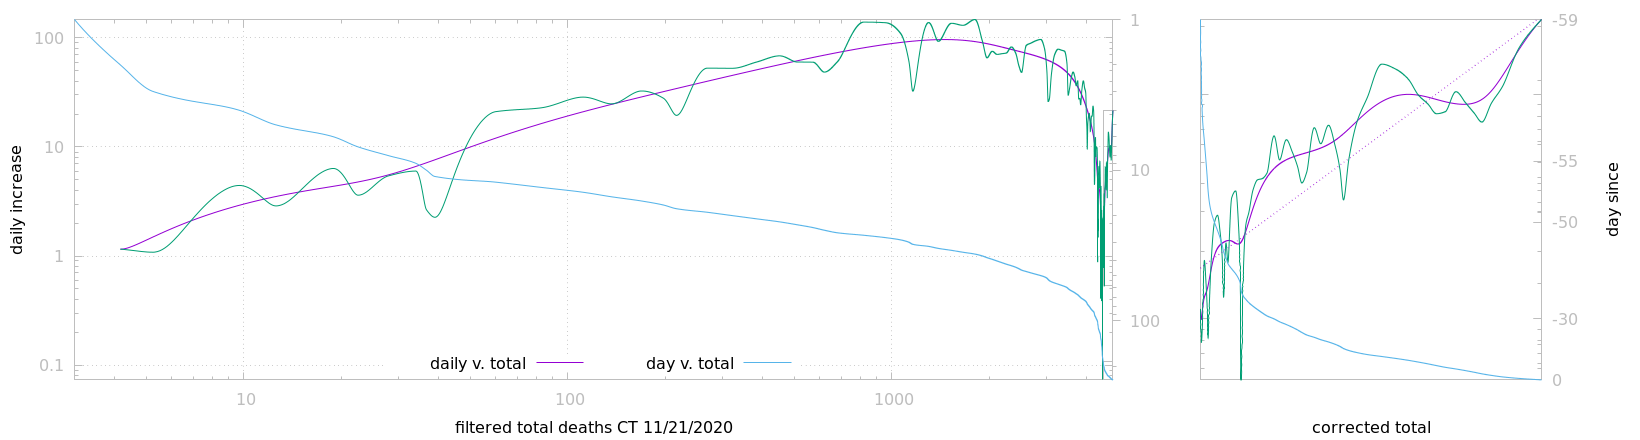 100
10
1
0.1
daily increase
daily v. total
day v. total
10
100
1000
filtered total deaths CT 11/21/2020
1
10
100
-59
-55
-50
-30
0
day since
corrected total